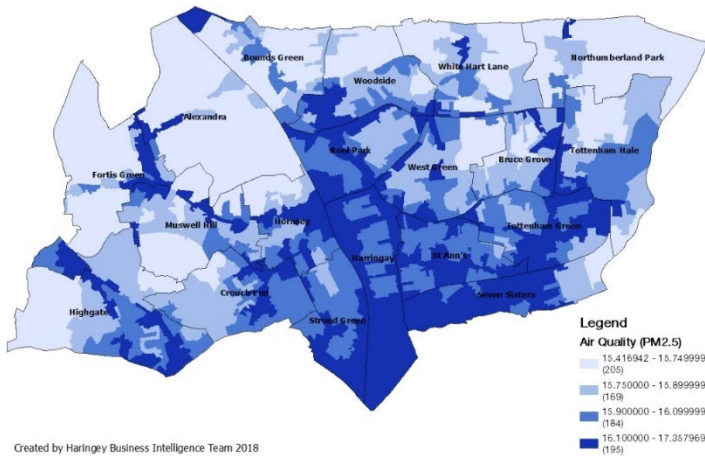 Bounds Green
White Hart Lane
Northumberland Park
Woodside
Alexandra
Noel Park
Tottenham Hale
Bruce Grove
West Green
Fortis Green
Hornsey
Muswell Hill
Tottenham Green
St Ann's
Harringay
Crouch End
Seven Sisters
Highgate
Stroud Green
Legend
Air Quality (PM2.5)
15.416942 - 15.749999
(205)
15.750000 - 15.899999
(169)
15.900000 - 16.099999
(184)
16.100000 - 17.357969
(195)
Created by Haringey Business Intelligence Team 2018